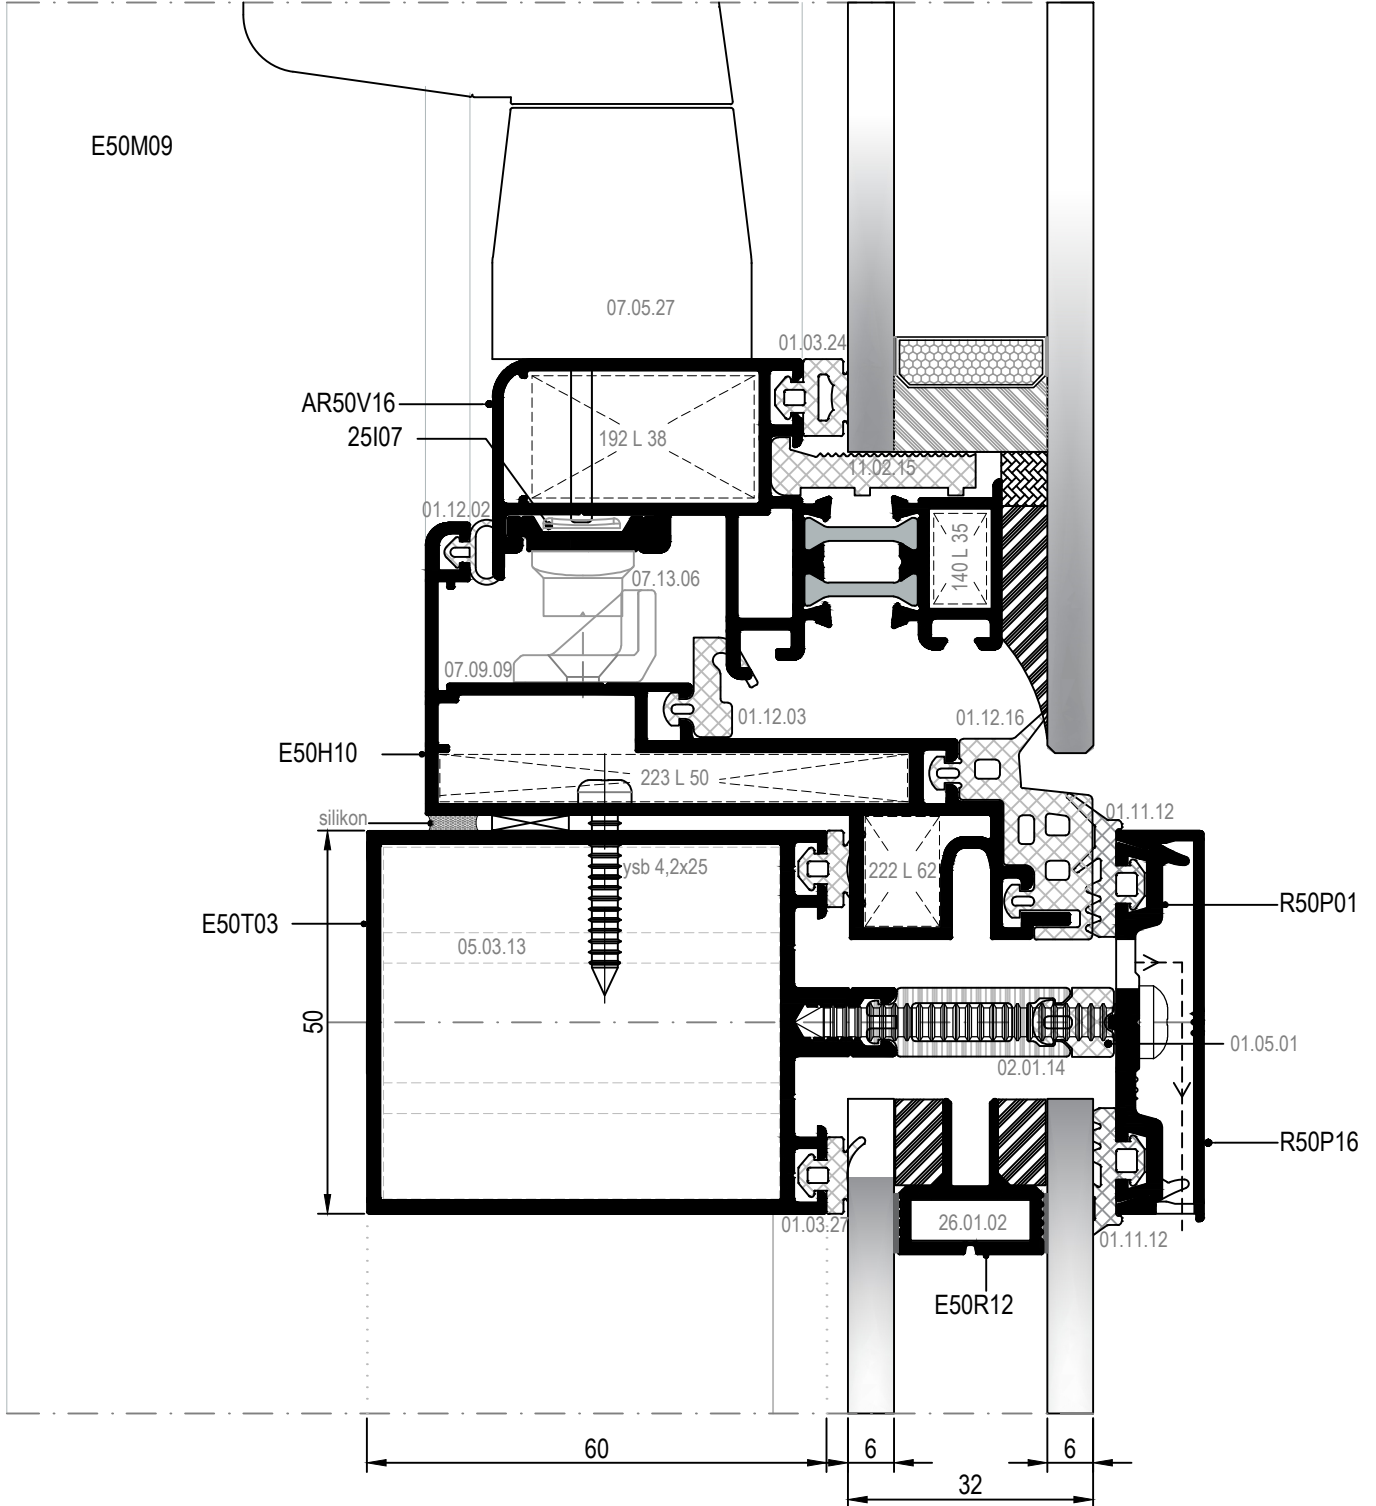 E50M09
07.05.27
01.03.24
AR50V16
25I07
192 L 38
11.02.15
01.12.02
140 L 35
07.13.06
07.09.09
01.12.03
01.12.16
E50H10
223 L 50
silikon
01.11.12
ysb 4,2x25
222 L 62
R50P01
E50T03
05.03.13
50
01.05.01
02.01.14
R50P16
01.03.27
26.01.02
01.11.12
E50R12
60
6
6
32